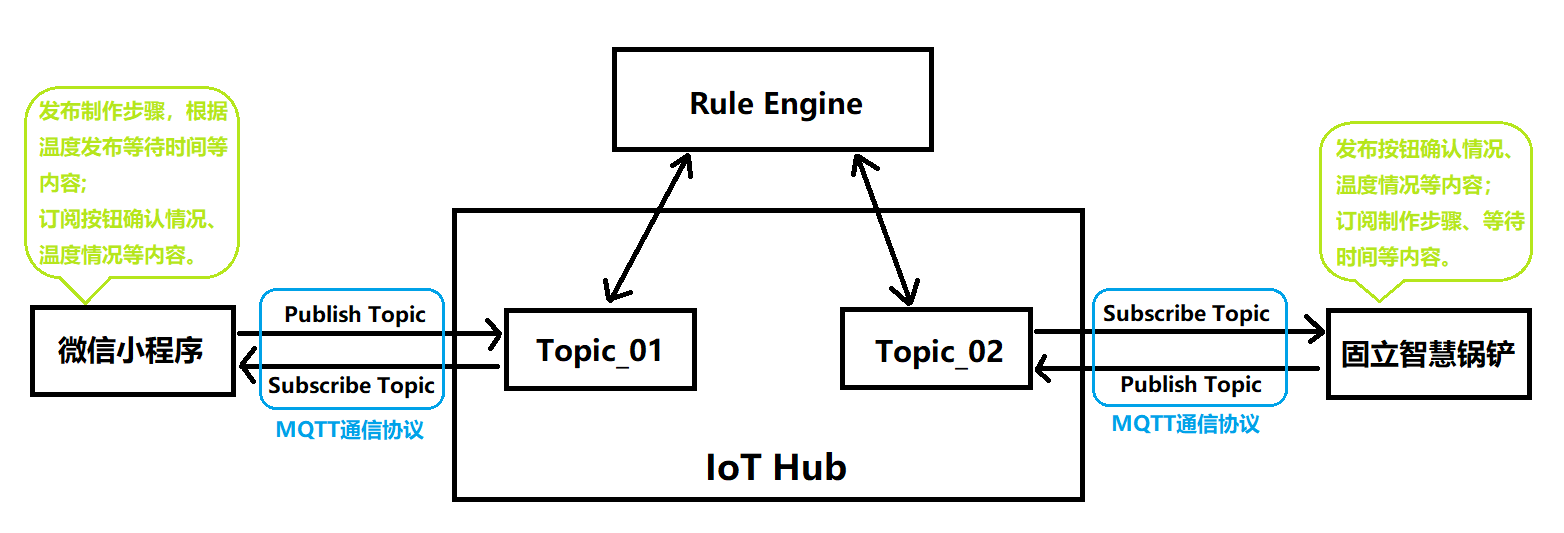 Rule Engine
发布制作步骤，根据
温度发布等待时间等
内容;
订阅按钮确认情况、
温度情况等内容。
发布按钮确认情况、
温度情况等内容；
订阅制作步骤、等待
时间等内容。
微信小程序
Publish Topic
Subscribe Topic
MQTT通信协议
Topic_01
Topic_02
Subscribe Topic
Publish Topic
MQTT通信协议
固立智慧锅铲
IoT Hub